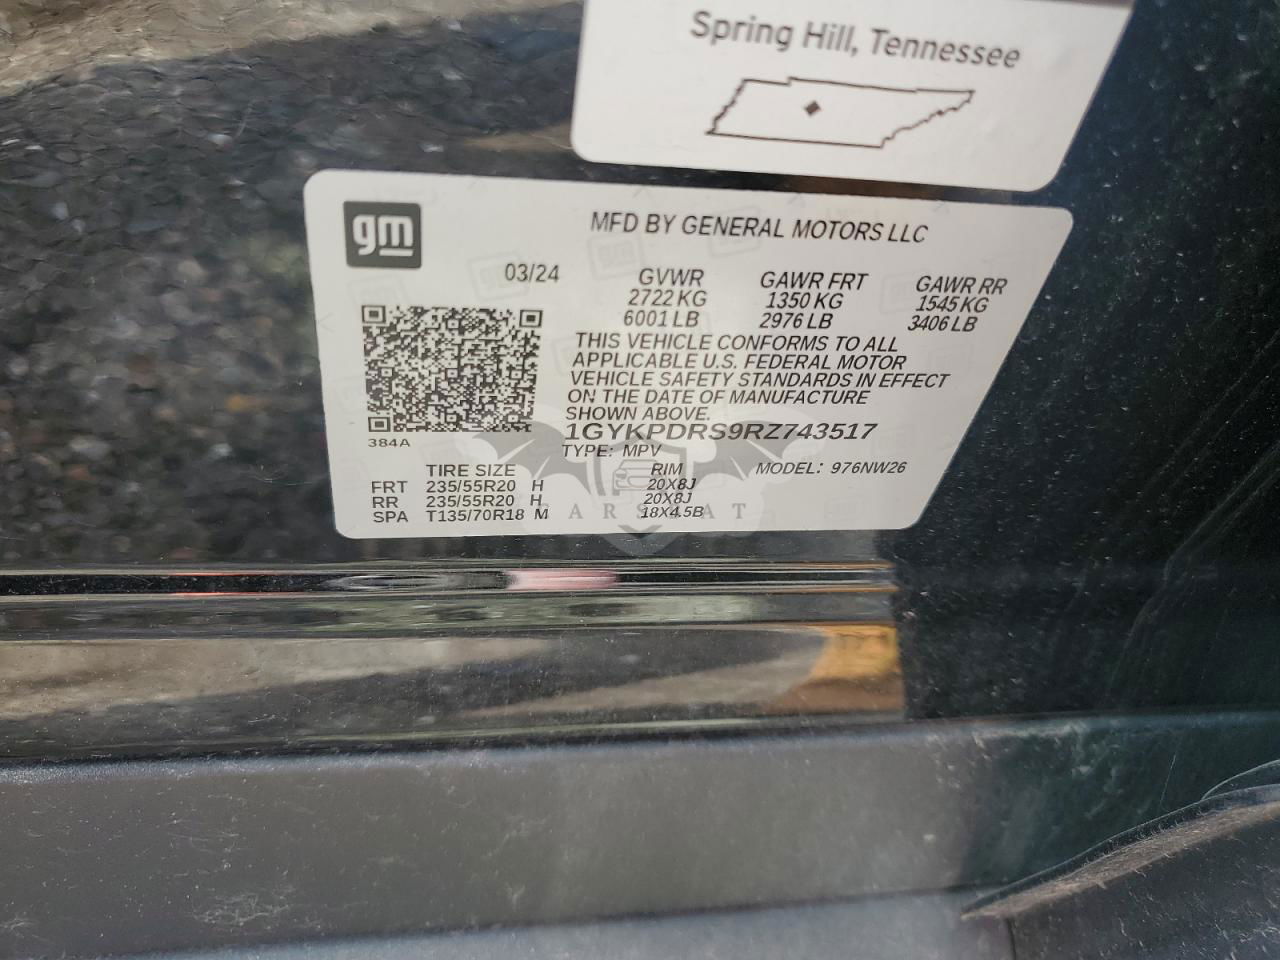 Spring Hill, Tennessee
gm
MFD BY GENERAL MOTORS LLC
03/24
GVWR GAWR FRT GAWR RR
2722 KG 1350 KG 1545 KG
6001 LB 2976 LB 3406 LB
THIS VEHICLE CONFORMS TO ALL
APPLICABLE U.S. FEDERAL MOTOR
VEHICLE SAFETY STANDARDS IN EFFECT
ON THE DATE OF MANUFACTURE
SHOWN ABOVE.
1GYKPDRS9RZ743517
384A
TYPE: MPV
TIRE SIZE RIM MODEL: 976NW26
FRT 235/55R20 H 20X8J
RR 235/55R20 H 20X8J
SPA T135/70R18 M 18X4.5B